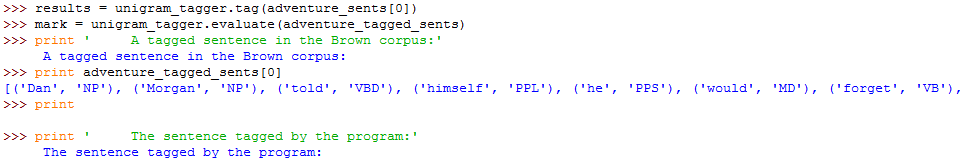 >>> results = unigram_tagger.tag(adventure_sents[0])
>>> mark = unigram_tagger.evaluate(adventure_tagged_sents)
>>> print '     A tagged sentence in the Brown corpus:'
     A tagged sentence in the Brown corpus:
>>> print adventure_tagged_sents[0]
[('Dan', 'NP'), ('Morgan', 'NP'), ('told', 'VBD'), ('himself', 'PPL'), ('he', 'PPS'), ('would', 'MD'), ('forget', 'VB'),
>>> print
>>> print '     The sentence tagged by the program:'
     The sentence tagged by the program: